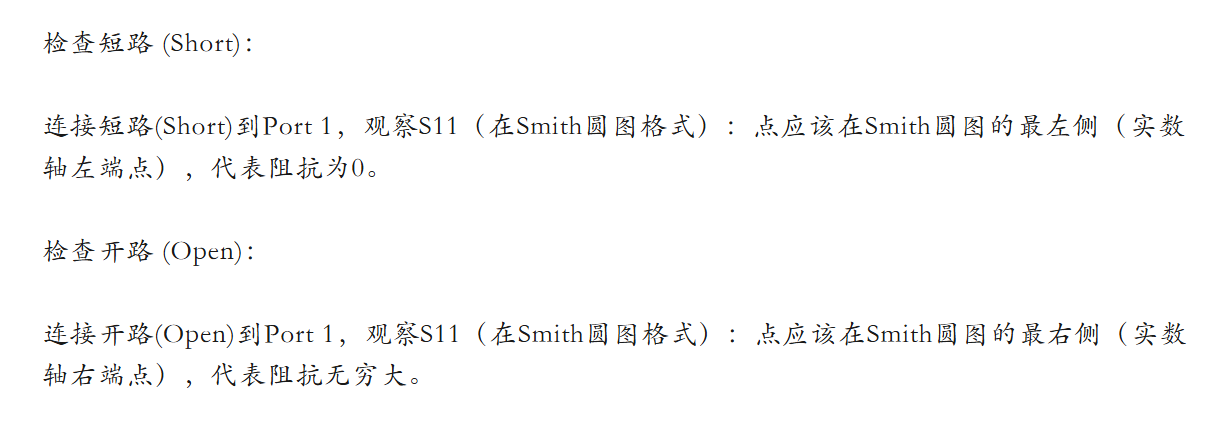 检查短路 (Short)：
连接短路(Short)到Port 1，观察S11（在Smith圆图格式）：点应该在Smith圆图的最左侧（实数
轴左端点），代表阻抗为0。
检查开路 (Open)：
连接开路(Open)到Port 1，观察S11（在Smith圆图格式）：点应该在Smith圆图的最右侧（实数
轴右端点），代表阻抗无穷大。